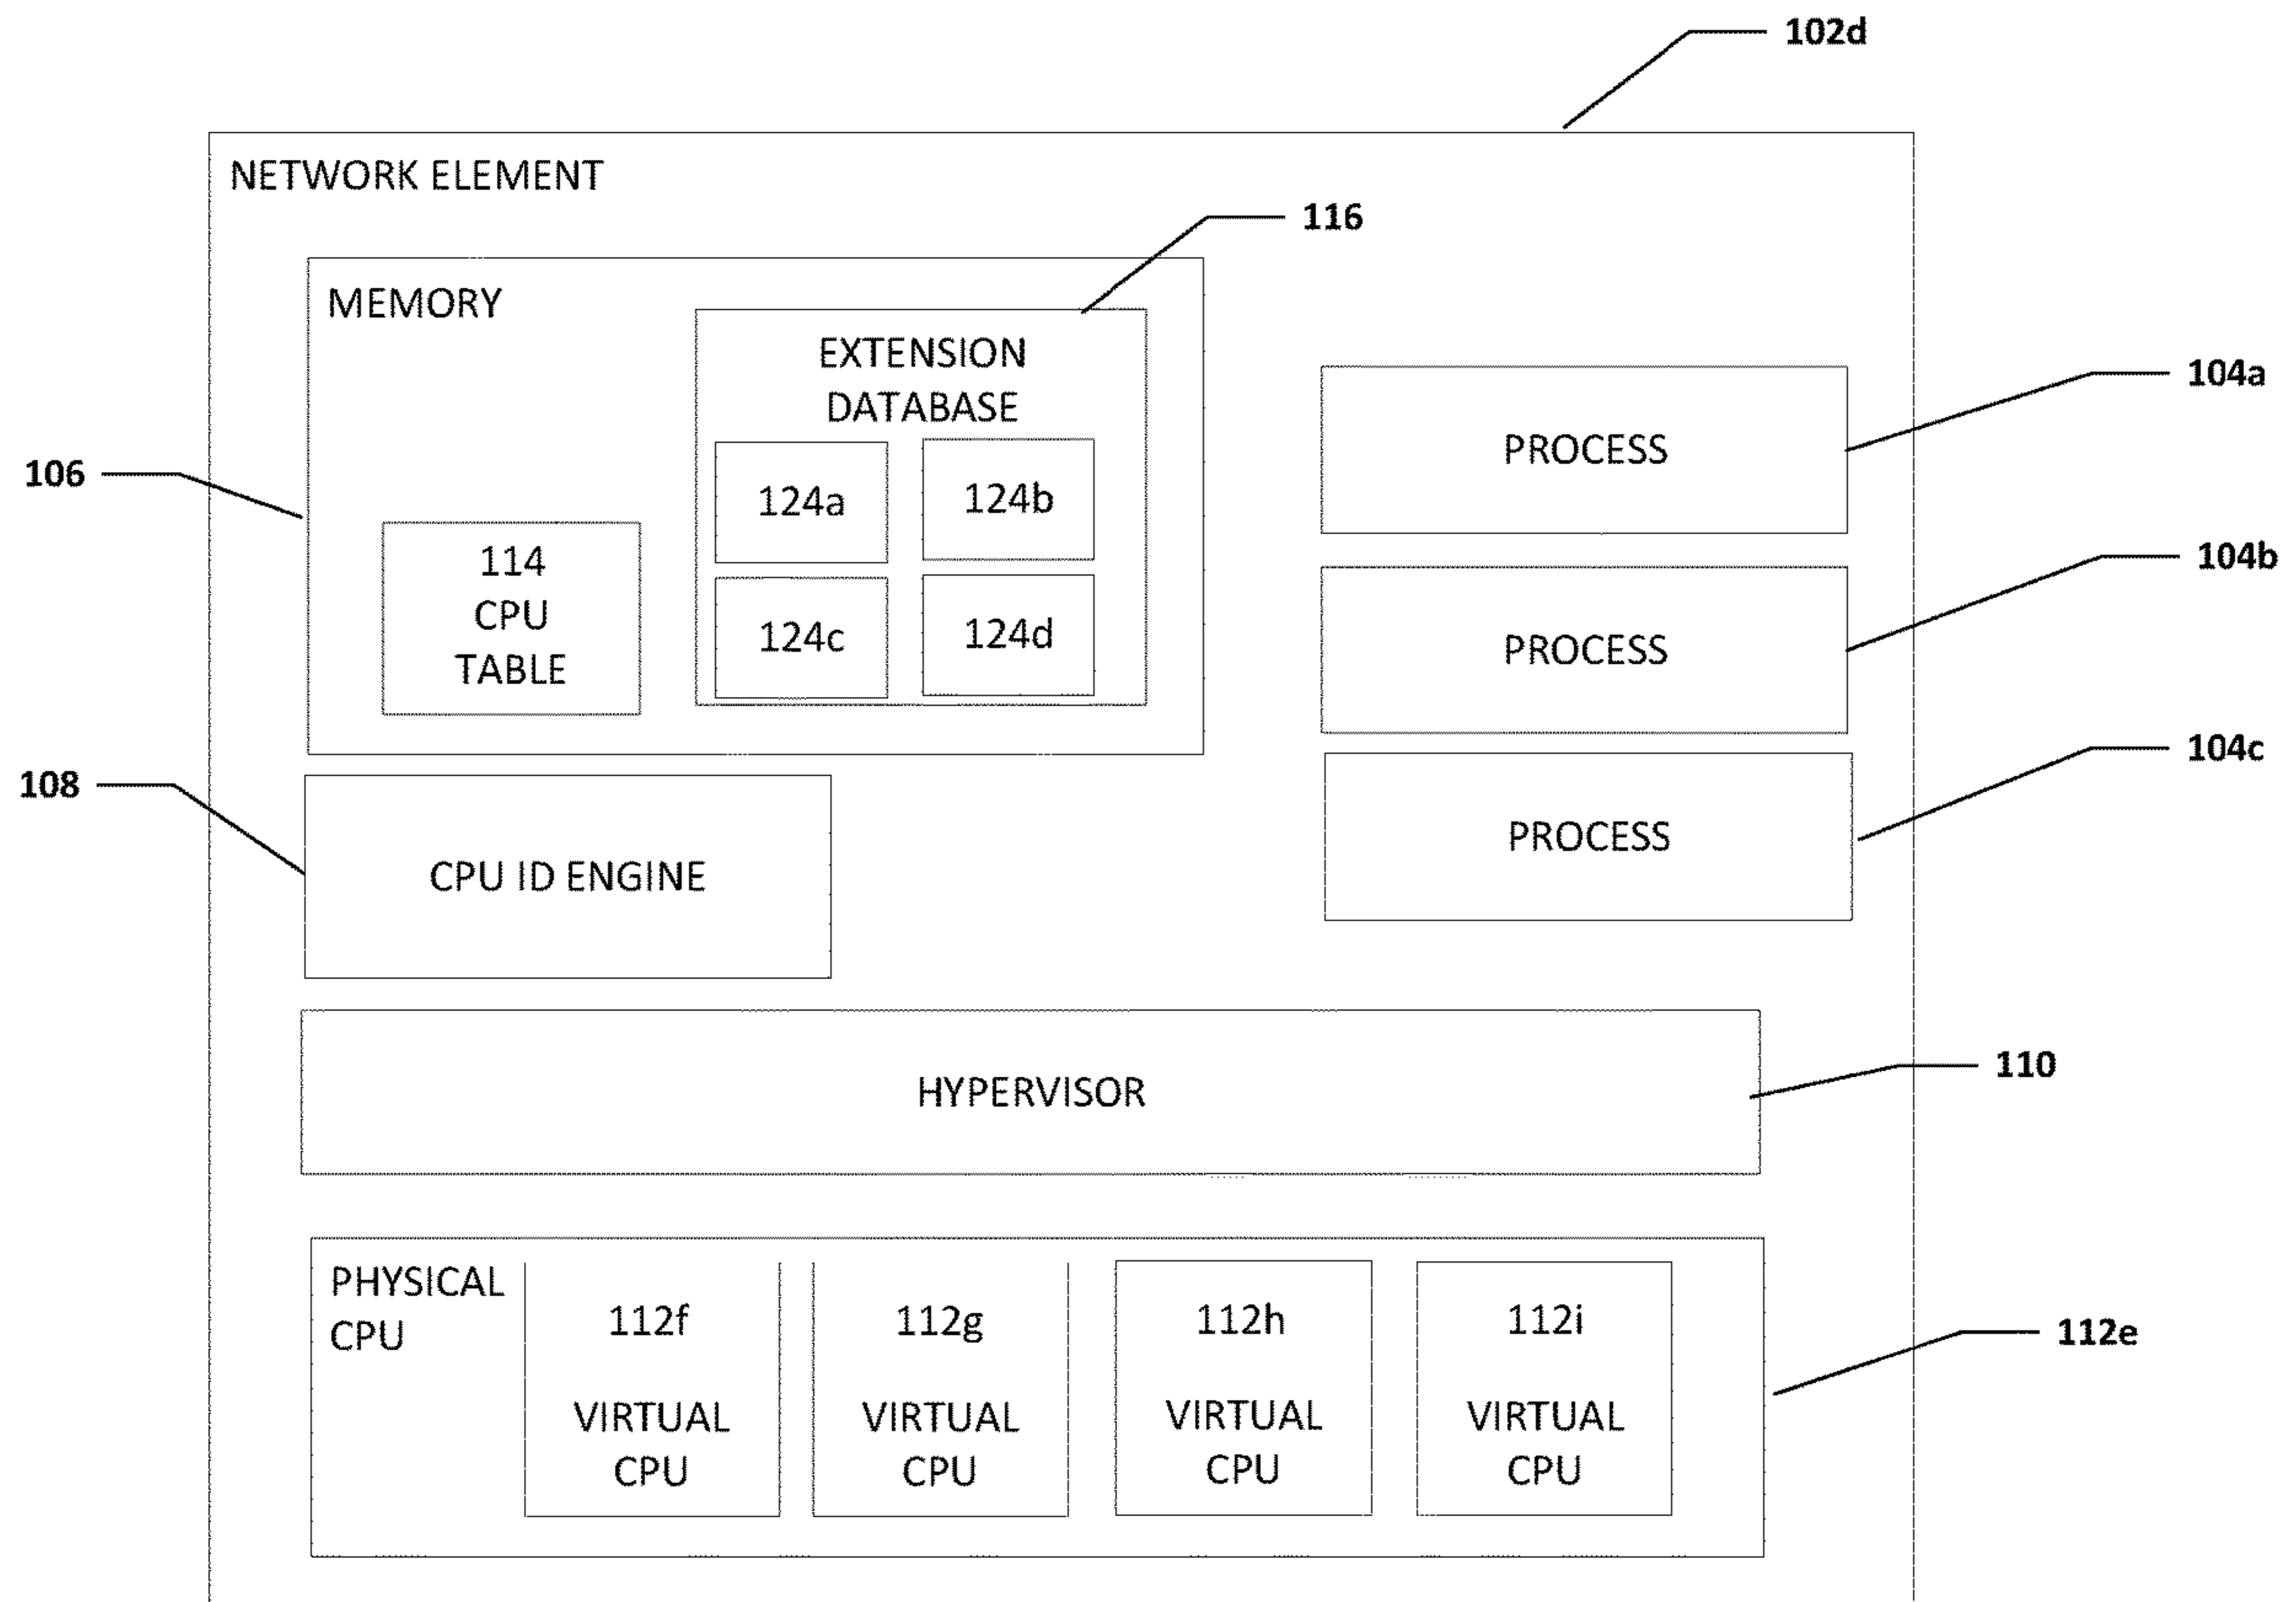 102d
NETWORK ELEMENT
116
MEMORY
EXTENSION
DATABASE
104a
PROCESS
106
124a
124b
104b
114
CPU
TABLE
124c
124d
PROCESS
104c
108
PROCESS
CPU ID ENGINE
110
HYPERVISOR
PHYSICAL
CPU
112f
VIRTUAL
CPU
112g
VIRTUAL
CPU
112h
VIRTUAL
CPU
112i
VIRTUAL
CPU
112e